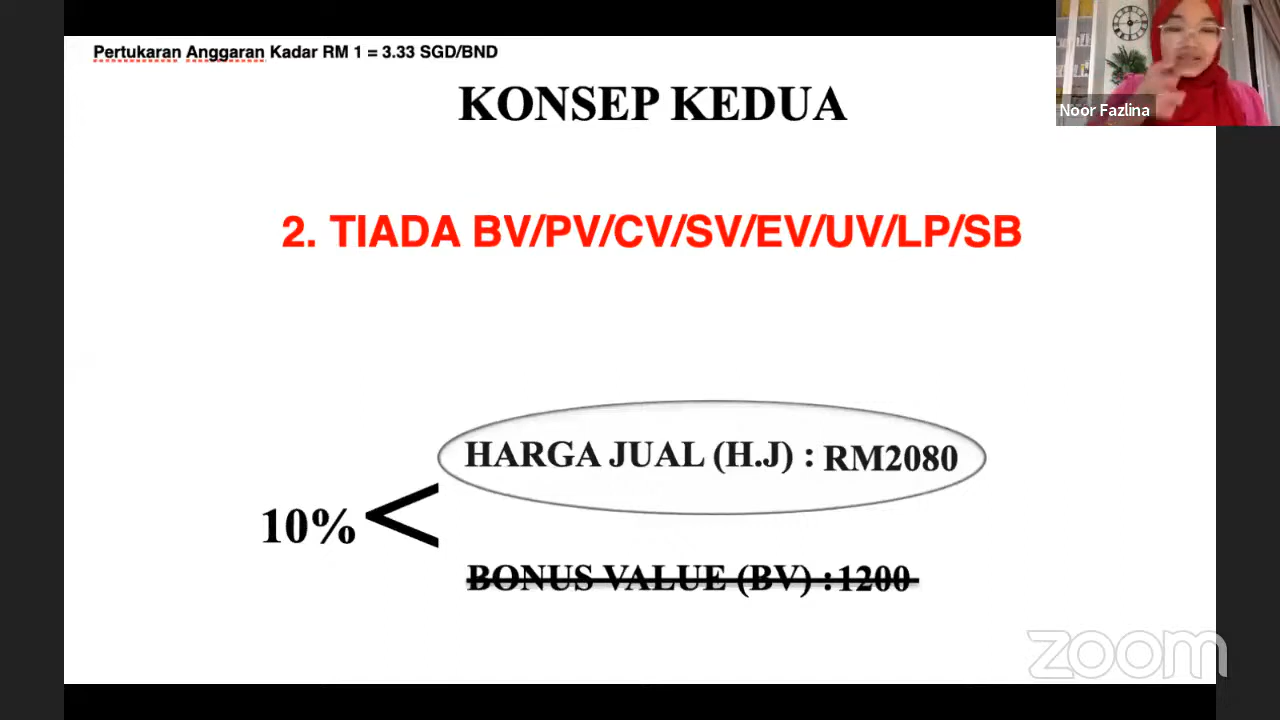 Pertukaran Anggaran Kadar RM 1 = 3.33 SGD/BND
Noor Fazlina
KONSEP KEDUA
2. TIADA BV/PV/CV/SV/EV/UV/LP/SB
HARGA JUAL (H.J) : RM2080
10% <
BONUS VALUE (BV) : 1200
zoom